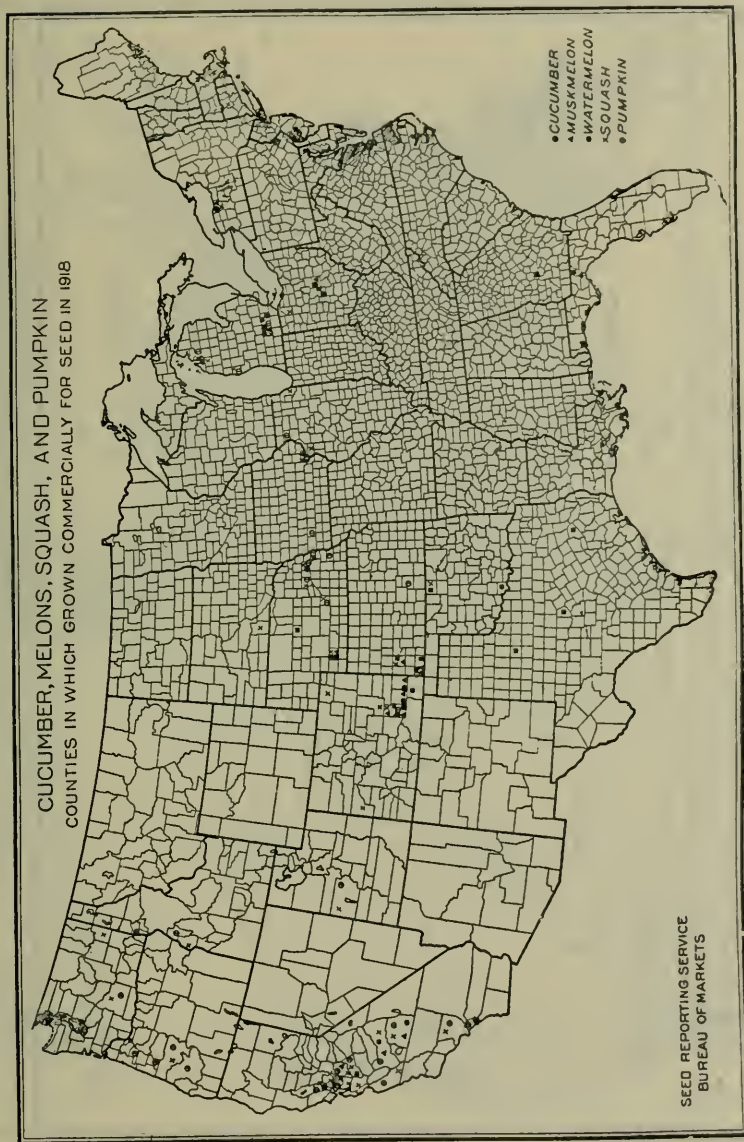 CUCUMBER, MELONS, SQUASH, AND PUMPKIN
COUNTIES IN WHICH GROWN COMMERCIALLY FOR SEED IN 1918
CUCUMBER
MUSKMELON
WATERMELON
SQUASH
PUMPKIN
SEED REPORTING SERVICE
BUREAU OF MARKETS